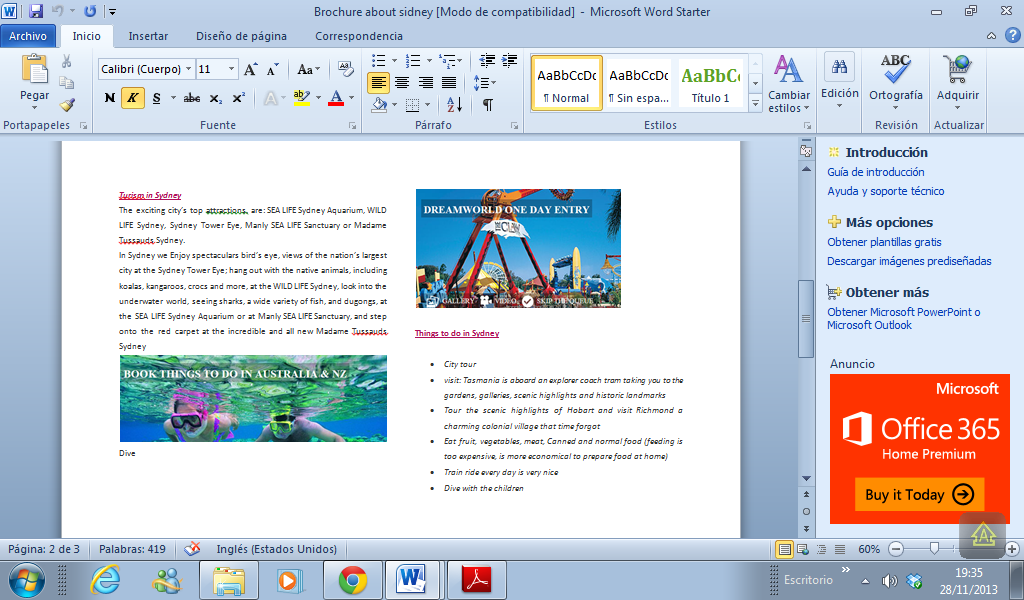 Brochure about sidney [Modo de compatibilidad] - Microsoft Word Starter
Archivo Inicio Insertar Diseño de página Correspondencia
Pegar
Portapapeles
Calibri (Cuerpo) 11
Fuente
Párrafo
AaBbCcDc AaBbCcDc AaBbC
¶ Normal ¶ Sin espa... Título 1
Cambiar estilos
Estilos
Edición
ABC
Ortografía
Revisión
Adquirir
Actualizar
Turism in Sydney
The exciting city's top attractions, are: SEA LIFE Sydney Aquarium, WILD
LIFE Sydney, Sydney Tower Eye, Manly SEA LIFE Sanctuary or Madame
Tussauds Sydney.
In Sydney we Enjoy spectaculars bird's eye, views of the nation's largest
city at the Sydney Tower Eye; hang out with the native animals, including
koalas, kangaroos, crocs and more, at the WILD LIFE Sydney, look into the
underwater world, seeing sharks, a wide variety of fish, and dugongs, at
the SEA LIFE Sydney Aquarium or at Manly SEA LIFE Sanctuary, and step
onto the red carpet at the incredible and all new Madame Tussauds
Sydney
BOOK THINGS TO DO IN AUSTRALIA & NZ
Dive
DREAMWORLD ONE DAY ENTRY
GALLERY VIDEO SKIP THE QUEUE
Things to do in Sydney
• City tour
• visit: Tasmania is aboard an explorer coach tram taking you to the
gardens, galleries, scenic highlights and historic landmarks
• Tour the scenic highlights of Hobart and visit Richmond a
charming colonial village that time forgot
• Eat fruit, vegetables, meat, Canned and normal food (feeding is
too expensive, is more economical to prepare food at home)
• Train ride every day is very nice
• Dive with the children
Introducción
Guía de introducción
Ayuda y soporte técnico
Más opciones
Obtener plantillas gratis
Descargar imágenes prediseñadas
Obtener más
Obtener Microsoft PowerPoint o
Microsoft Outlook
Anuncio
Microsoft
Office 365
Home Premium
Buy it Today
Página: 2 de 3 Palabras: 419 Inglés (Estados Unidos) 60%
Escritorio
19:35
28/11/2013